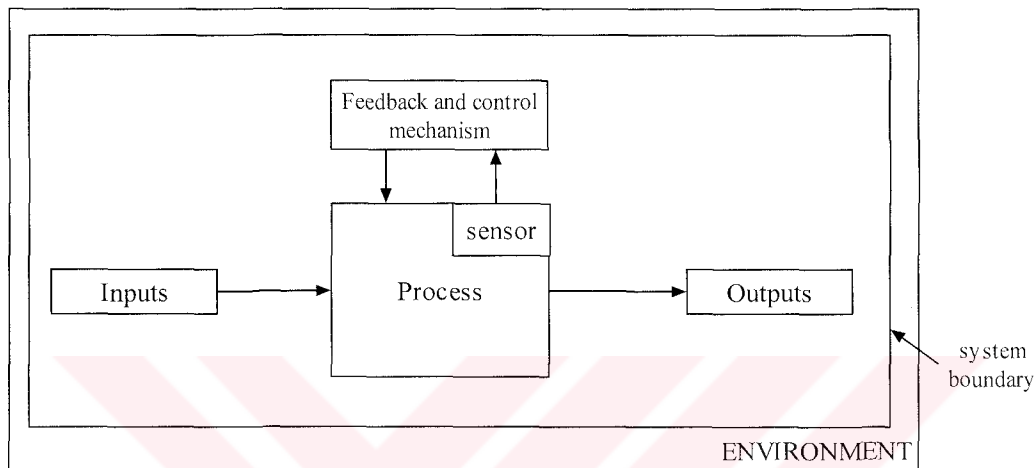 Feedback and control
mechanism
sensor
Inputs
Process
Outputs
system
boundary
ENVIRONMENT